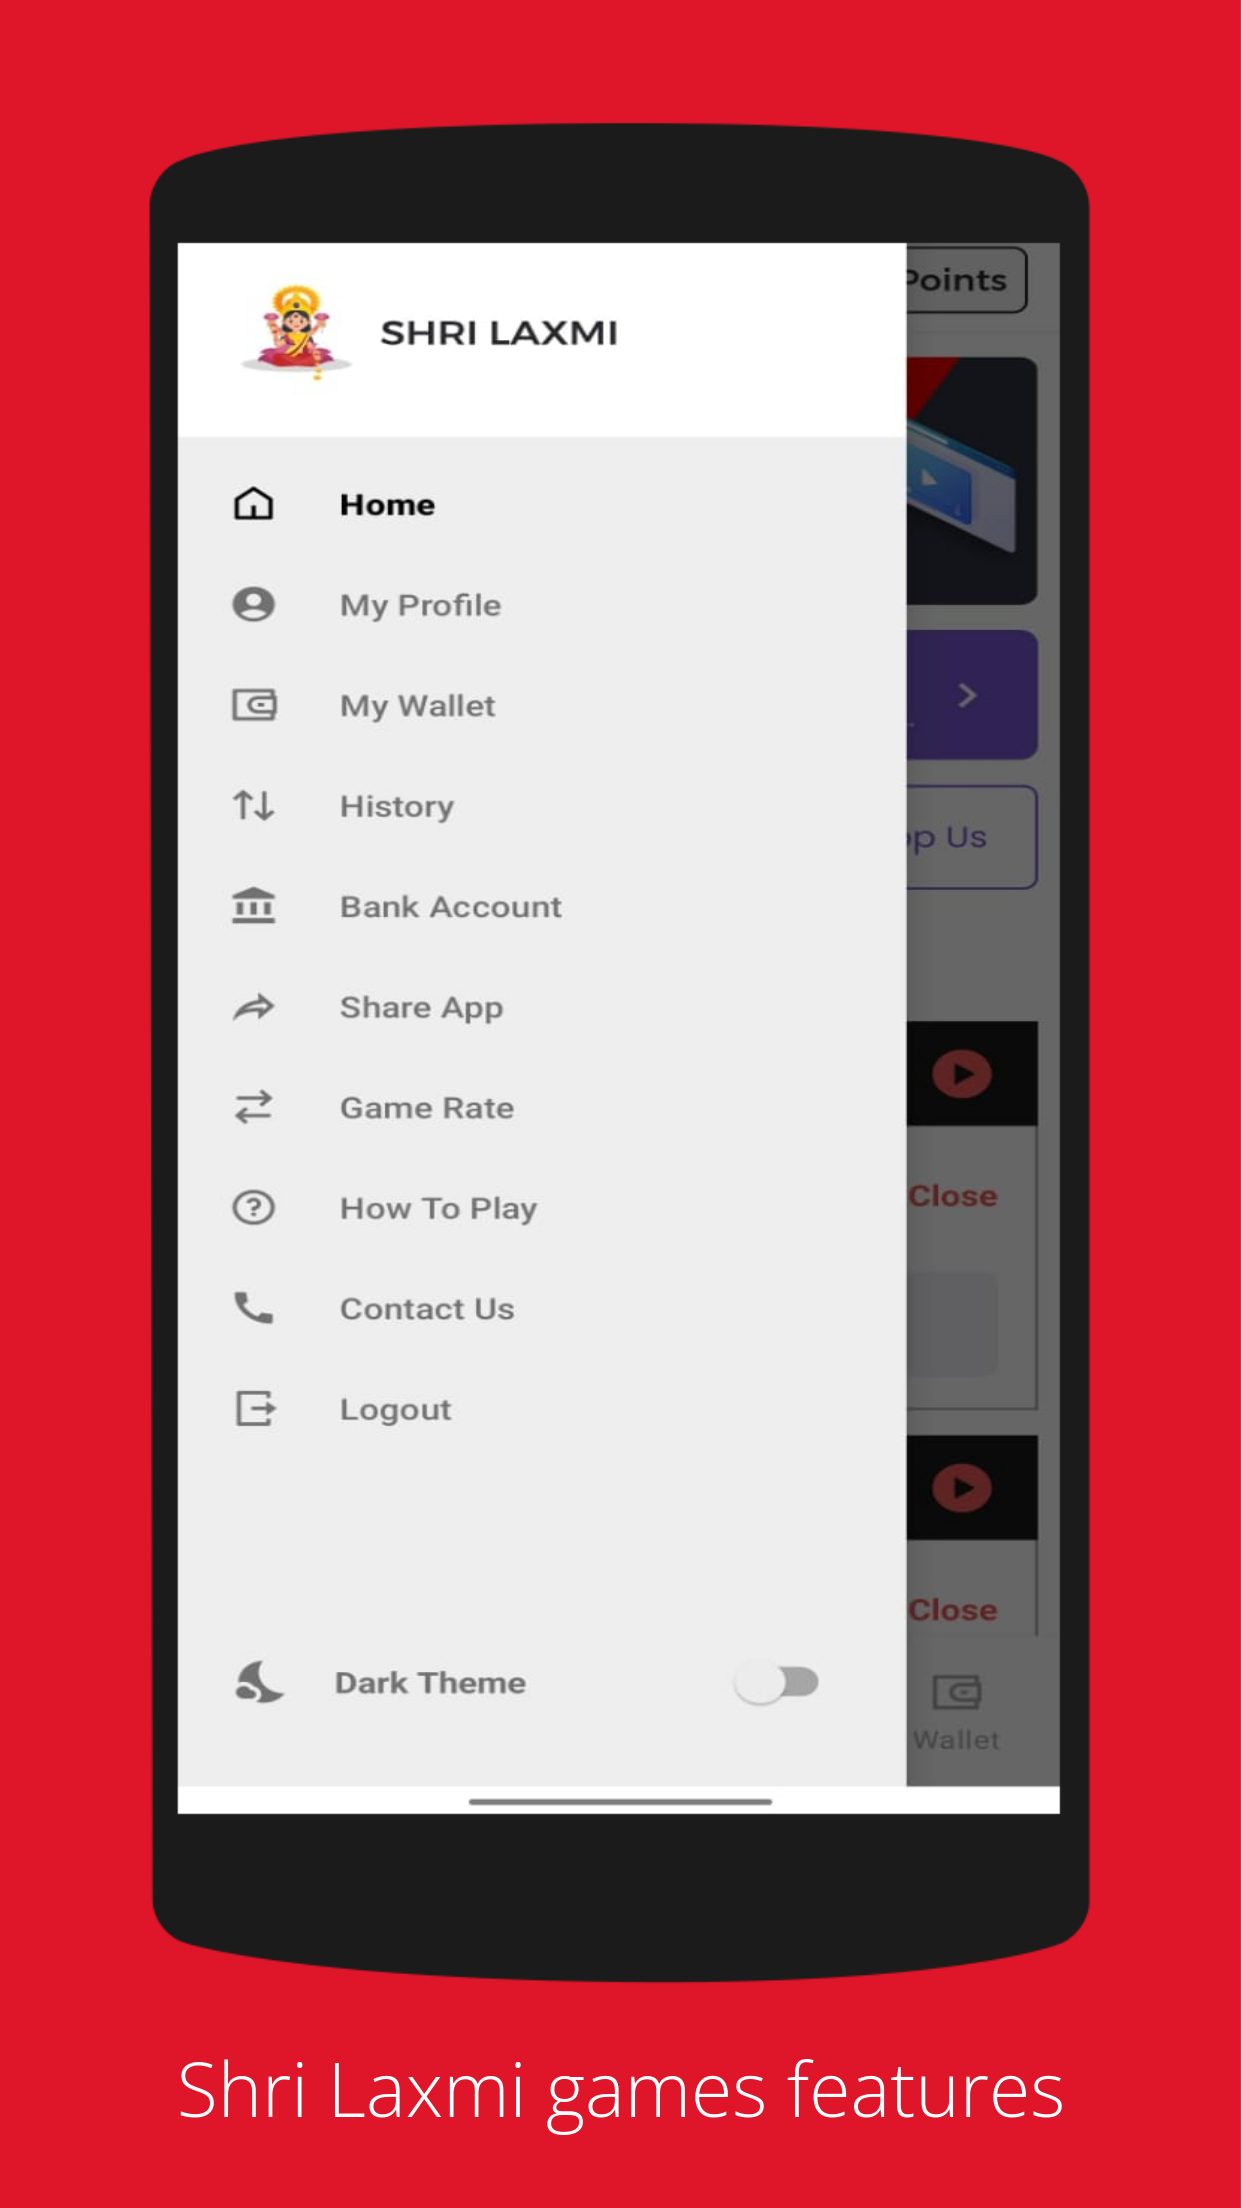 Points
SHRI LAXMI
Home
My Profile
My Wallet
History
Us
Bank Account
Share App
Game Rate
Close
How To Play
Contact Us
Logout
Close
Dark Theme
Wallet
Shri Laxmi games features